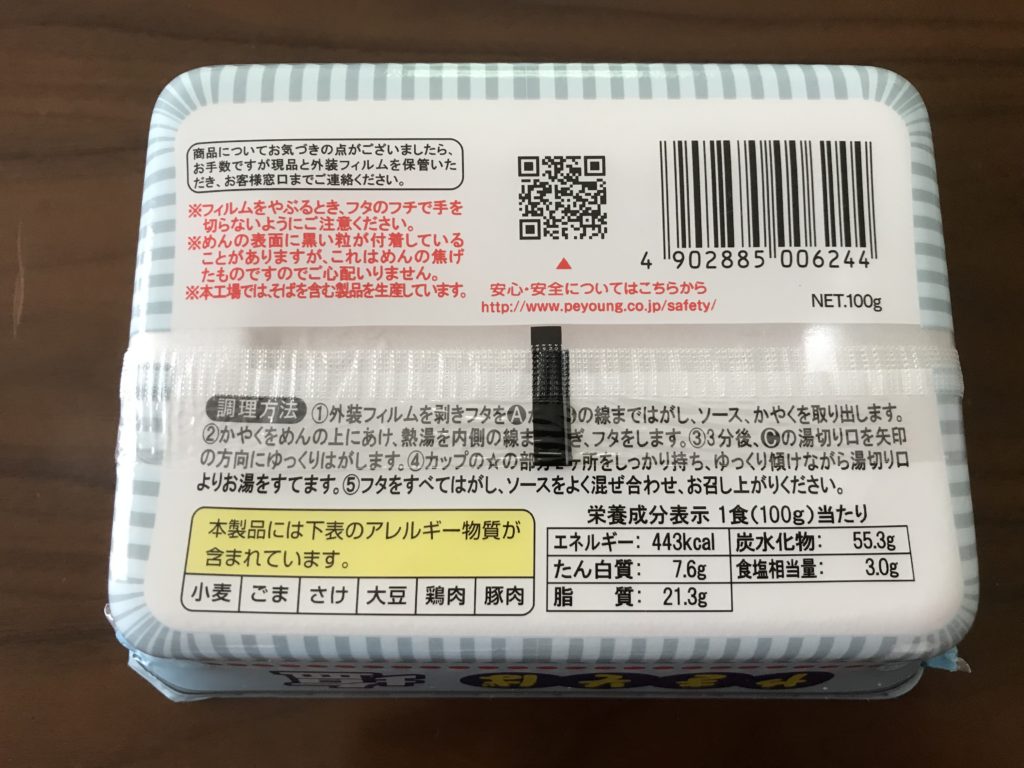 商品についてお気づきの点がございましたら、
お手数ですが現品と外装フィルムを保管いた
だき、お客様窓口までご連絡ください。
※フィルムをやぶるとき、フタのフチで手を
切らないようにご注意ください。
※めんの表面に黒い粒が付着している
ことがありますが、これはめんの焦げ
たものですのでご心配いりません。
※本工場では、そばを含む製品を生産しています。
▲
安心・安全についてはこちらから
http://www.peyoung.co.jp/safety/
4 902885 006244
NET.100g
調理方法 ①外装フィルムを剥きフタをⒶか の線まではがし、ソース、かやくを取り出します。
②かやくをめんの上にあけ、熱湯を内側の線ま ぎ、フタをします。③3分後、Ⓒの湯切り口を矢印
の方向にゆっくりはがします。④カップの☆の部分2ヶ所をしっかり持ち、ゆっくり傾けながら湯切り口
よりお湯をすてます。⑤フタをすべてはがし、ソースをよく混ぜ合わせ、お召し上がりください。
本製品には下表のアレルギー物質が
含まれています。
小麦 ごま さけ 大豆 鶏肉 豚肉
栄養成分表示 1食(100g)当たり
エネルギー: 443kcal 炭水化物: 55.3g
たん白質: 7.6g 食塩相当量: 3.0g
脂 質: 21.3g
やきそば